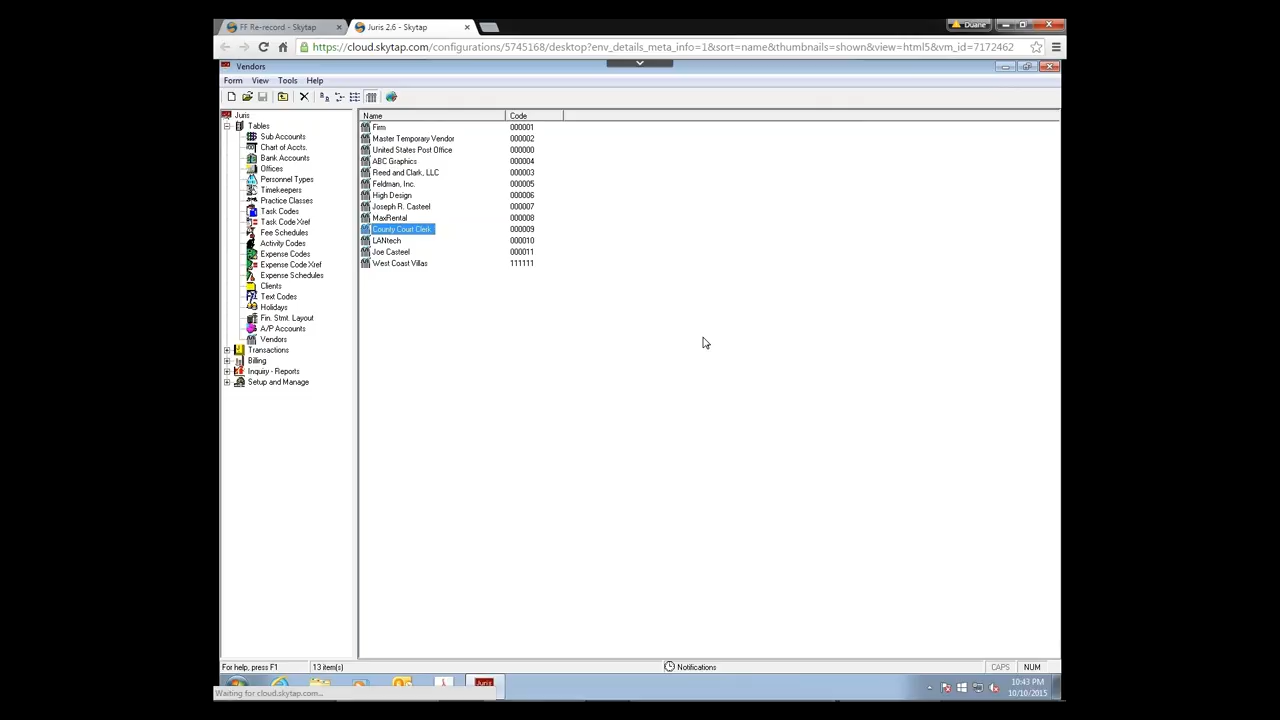 FF Re-record - Skytap
Juris 2.6 - Skytap
Duane
https://cloud.skytap.com/configurations/5745168/desktop?env_details_meta_info=1&sort=name&thumbnails=shown&view=html5&vm_id=7172462
Vendors
Form View Tools Help
Juris
Tables
Sub Accounts
Chart of Accts.
Bank Accounts
Offices
Personnel Types
Timekeepers
Practice Classes
Task Codes
Task Code Xref
Fee Schedules
Activity Codes
Expense Codes
Expense Code Xref
Expense Schedules
Clients
Text Codes
Holidays
Fin. Stmt. Layout
A/P Accounts
Vendors
Transactions
Billing
Inquiry - Reports
Setup and Manage
Name Code
Firm 000001
Master Temporary Vendor 000002
United States Post Office 000000
ABC Graphics 000004
Reed and Clark, LLC 000003
Feldman, Inc. 000005
High Design 000006
Joseph R. Casteel 000007
MaxRental 000008
County Court Clerk 000009
LANtech 000010
Joe Casteel 000011
West Coast Villas 111111
For help, press F1 13 item(s) Notifications CAPS NUM
Juris
Waiting for cloud.skytap.com...
10:43 PM
10/10/2015